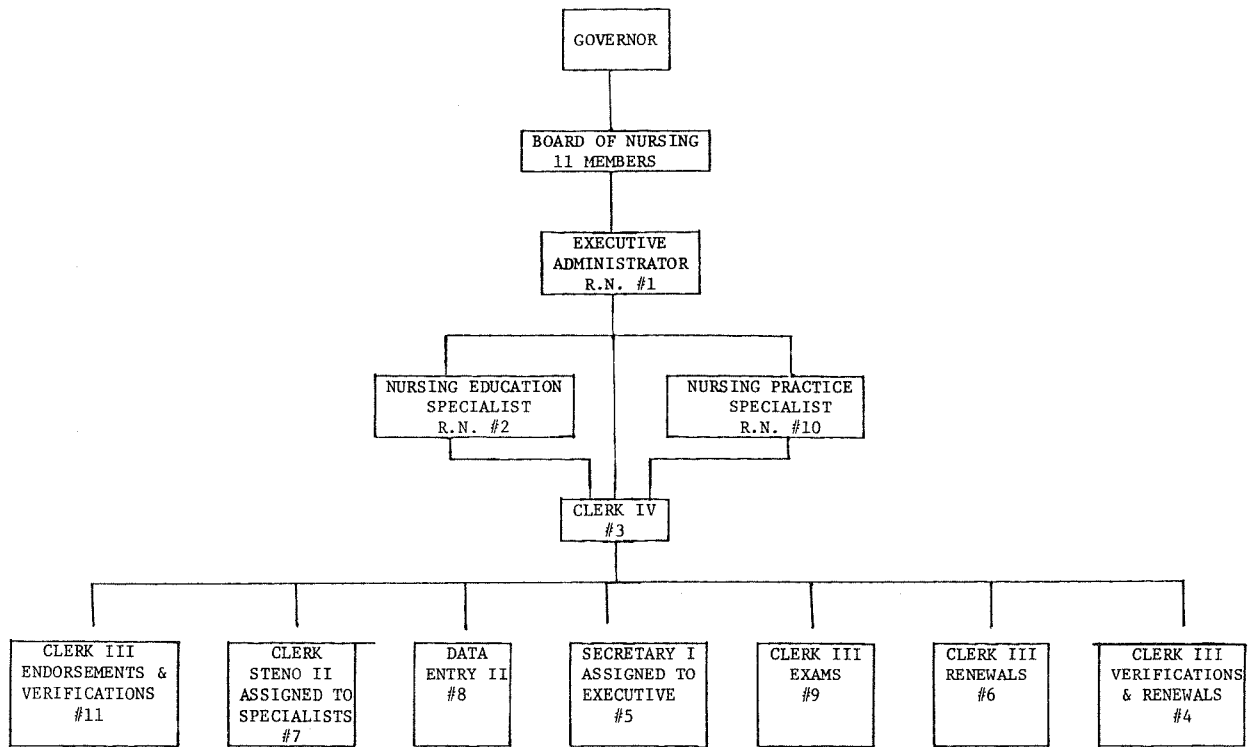 GOVERNOR
BOARD OF NURSING
11 MEMBERS
EXECUTIVE
ADMINISTRATOR
R.N. #1
NURSING EDUCATION
SPECIALIST
R.N. #2
NURSING PRACTICE
SPECIALIST
R.N. #10
CLERK IV
#3
CLERK III
ENDORSEMENTS &
VERIFICATIONS
#11
CLERK
STENO II
ASSIGNED TO
SPECIALISTS
#7
DATA
ENTRY II
#8
SECRETARY I
ASSIGNED TO
EXECUTIVE
#5
CLERK III
EXAMS
#9
CLERK III
RENEWALS
#6
CLERK III
VERIFICATIONS
& RENEWALS
#4